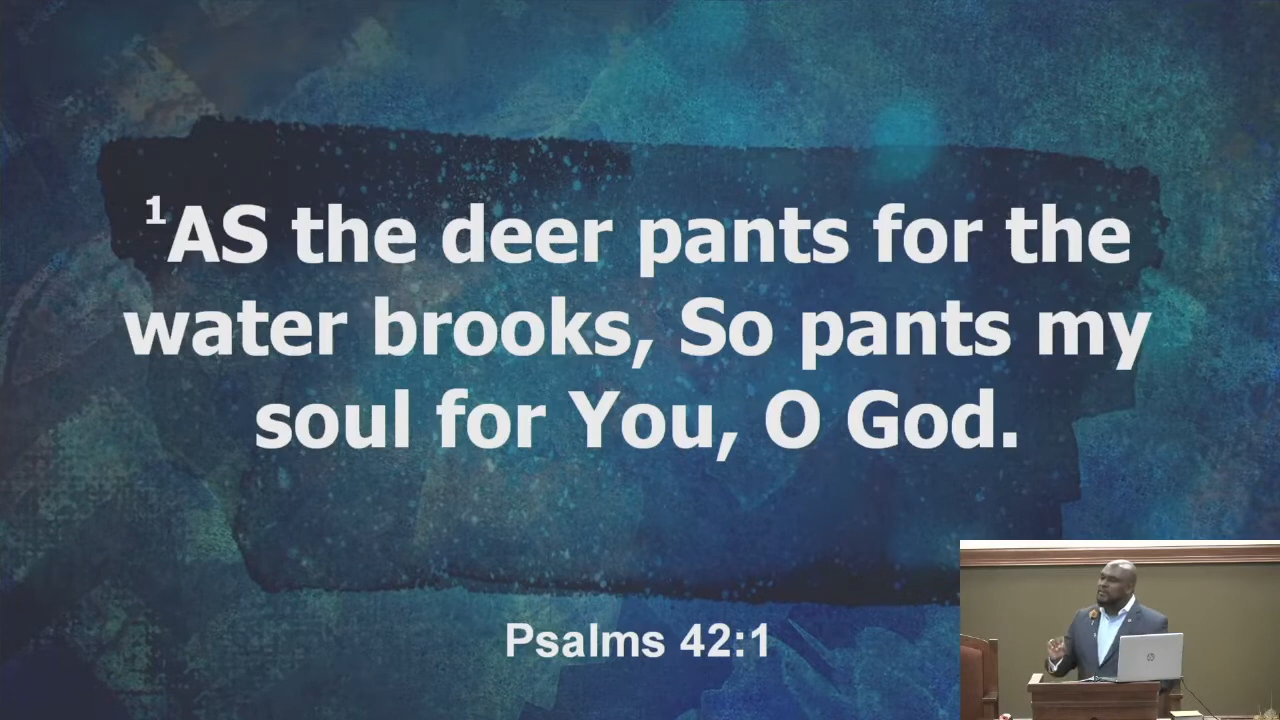 ¹AS the deer pants for the
water brooks, So pants my
soul for You, O God.
Psalms 42:1